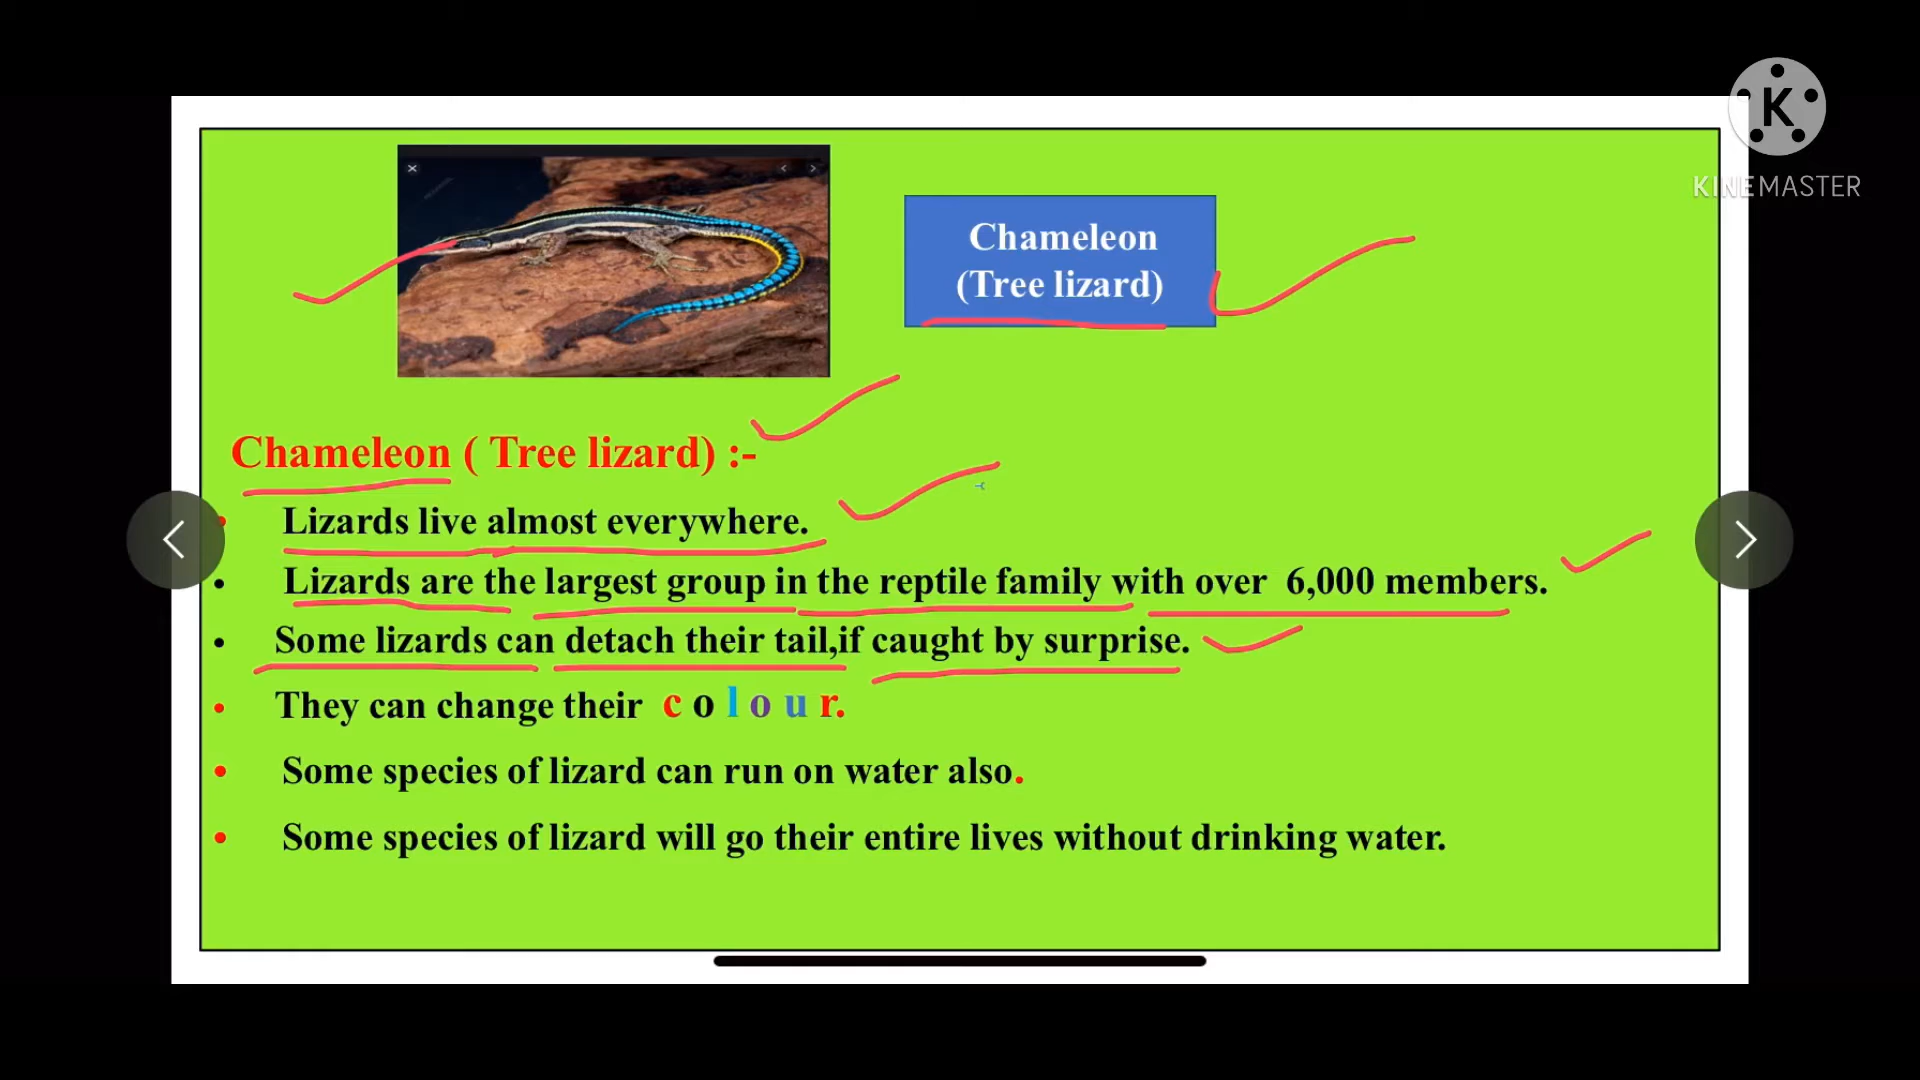 K
KINEMASTER
Chameleon
(Tree lizard)
Chameleon ( Tree lizard) :-
• Lizards live almost everywhere.
• Lizards are the largest group in the reptile family with over 6,000 members.
• Some lizards can detach their tail,if caught by surprise.
• They can change their colour.
• Some species of lizard can run on water also.
• Some species of lizard will go their entire lives without drinking water.